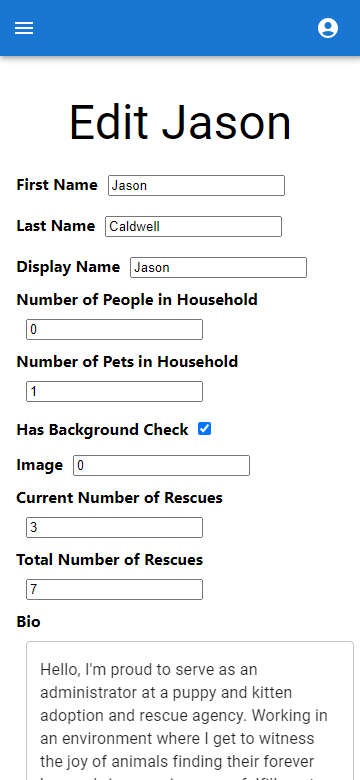 Edit Jason
First Name Jason
Last Name Caldwell
Display Name Jason
Number of People in Household
0
Number of Pets in Household
1
Has Background Check
Image 0
Current Number of Rescues
3
Total Number of Rescues
7
Bio
Hello, I'm proud to serve as an
administrator at a puppy and kitten
adoption and rescue agency. Working in
an environment where I get to witness
the joy of animals finding their forever